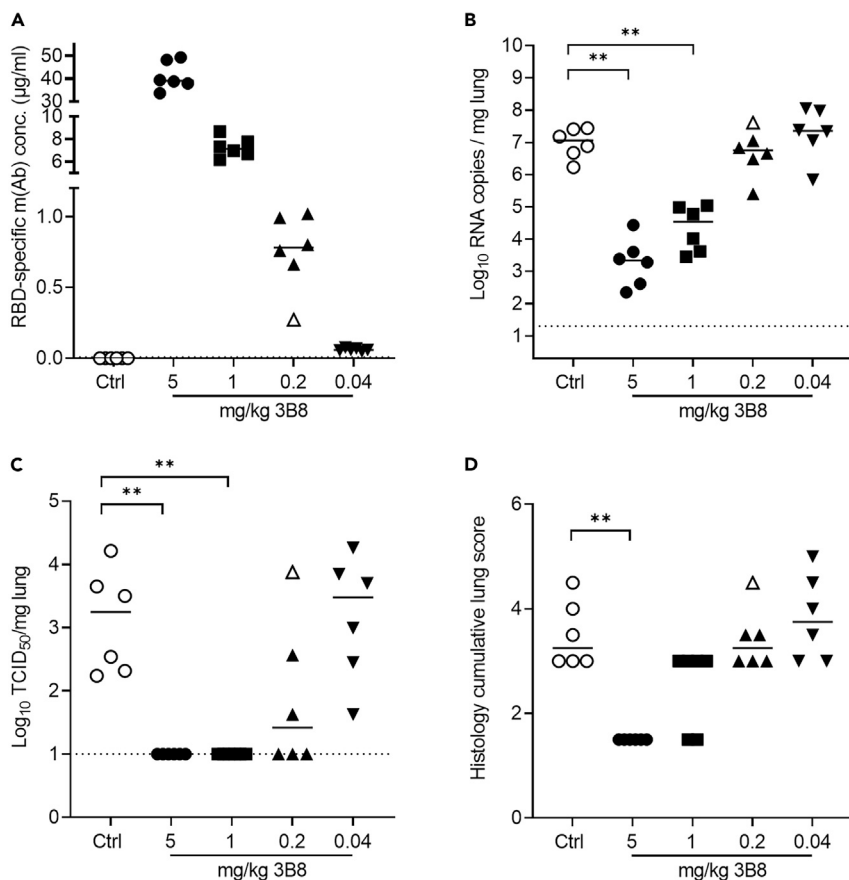 A
RBD-specific m(Ab) conc. (µg/ml)
50
40
30
10
8
6
1.0
0.5
0.0
Ctrl 5 1 0.2 0.04
mg/kg 3B8
B
Log10 RNA copies / mg lung
**
**
10
9
8
7
6
5
4
3
2
1
Ctrl 5 1 0.2 0.04
mg/kg 3B8
C
Log10 TCID50/mg lung
**
**
5
4
3
2
1
0
Ctrl 5 1 0.2 0.04
mg/kg 3B8
D
Histology cumulative lung score
**
6
4
2
0
Ctrl 5 1 0.2 0.04
mg/kg 3B8